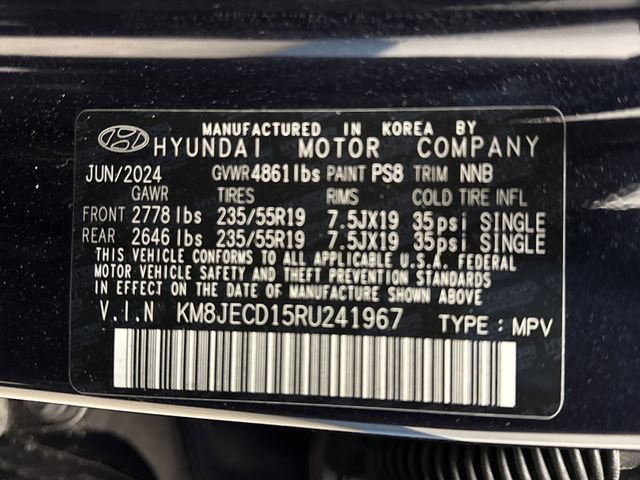 MANUFACTURED IN KOREA BY
HYUNDAI MOTOR COMPANY
JUN/2024 GVWR 4861lbs PAINT PS8 TRIM NNB
GAWR TIRES RIMS COLD TIRE INFL
FRONT 2778 lbs 235/55R19 7.5JX19 35psi SINGLE
REAR 2646 lbs 235/55R19 7.5JX19 35psi SINGLE
THIS VEHICLE CONFORMS TO ALL APPLICABLE U.S.A. FEDERAL
MOTOR VEHICLE SAFETY AND THEFT PREVENTION STANDARDS
IN EFFECT ON THE DATE OF MANUFACTURE SHOWN ABOVE.
V.I.N KM8JECD15RU241967 TYPE : MPV